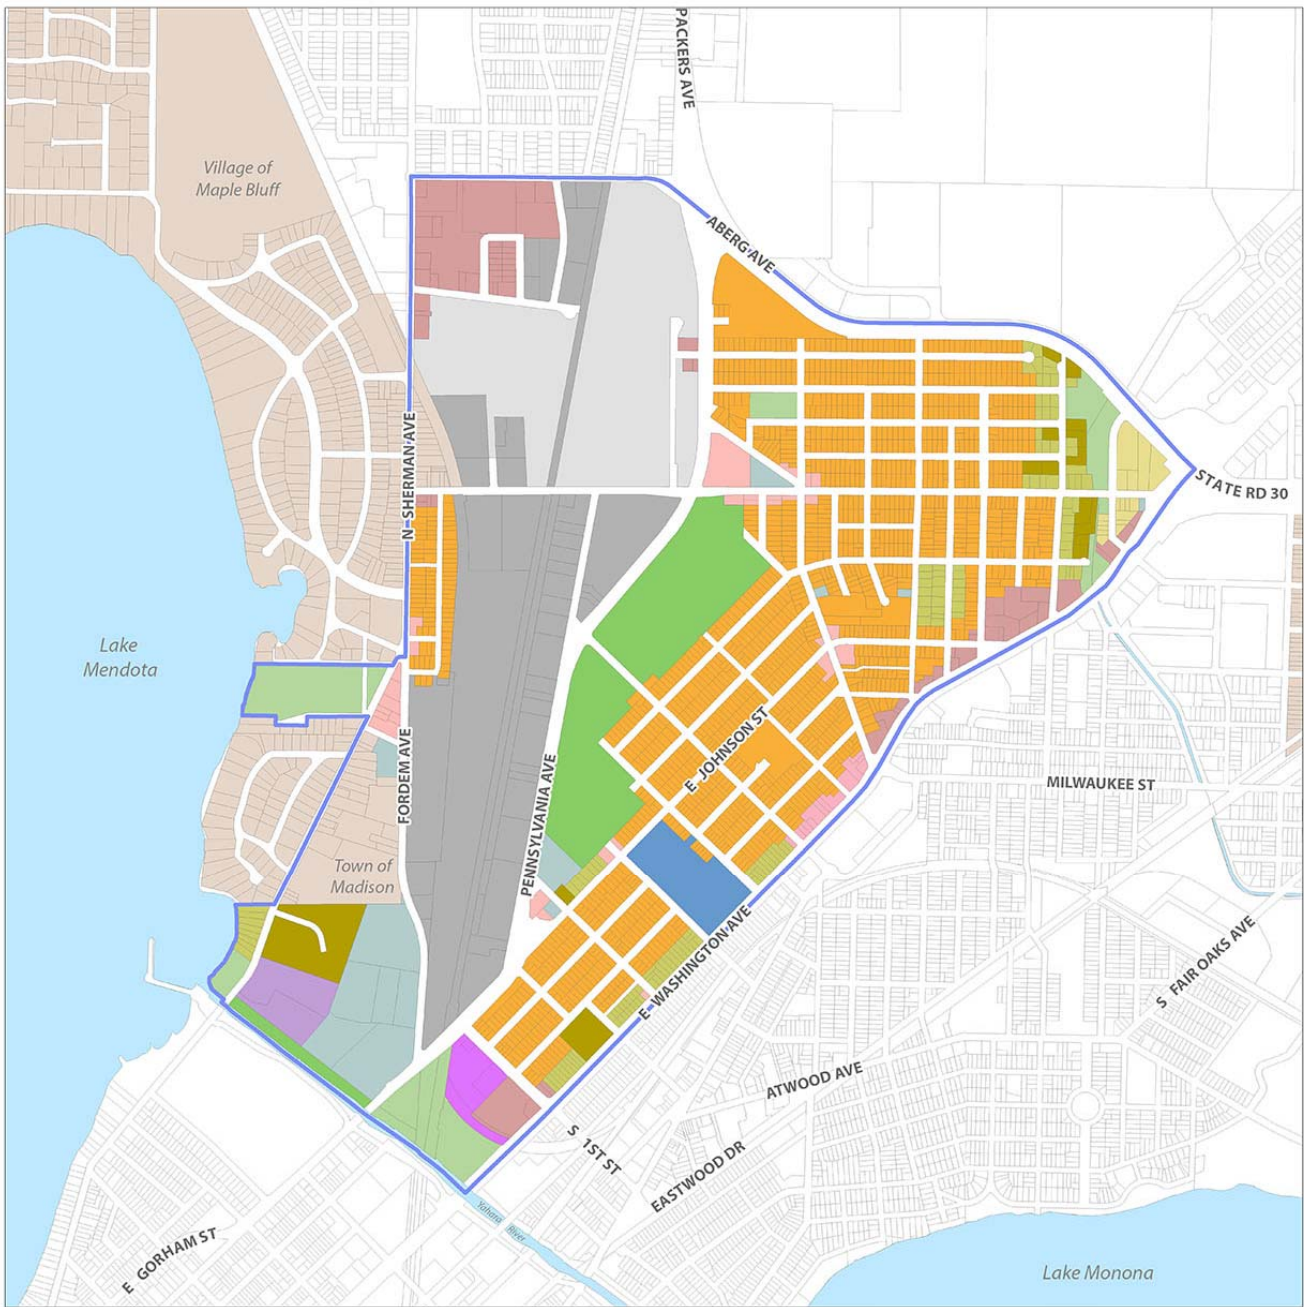 PACKERS AVE
Village of
Maple Bluff
ABERG AVE
N SHERMAN AVE
STATE RD 30
Lake
Mendota
E JOHNSON ST
FORDEM AVE
PENNSYLVANIA AVE
MILWAUKEE ST
Town of
Madison
E WASHINGTON AVE
S FAIR OAKS AVE
ATWOOD AVE
S 1ST ST
EASTWOOD DR
Yahara River
E GORHAM ST
Lake Monona